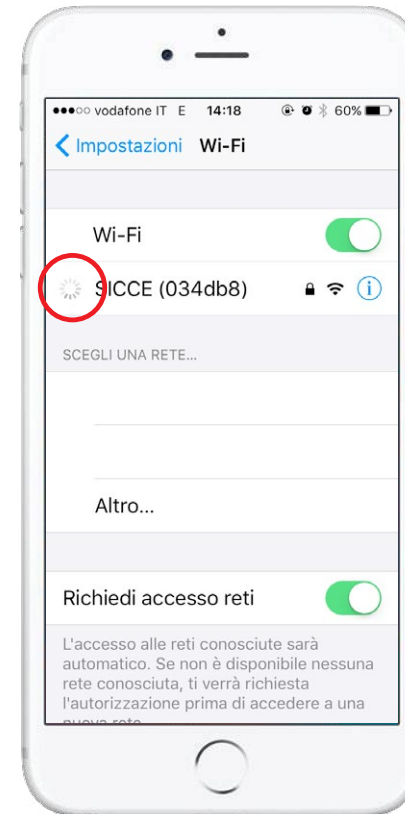 vodafone IT E 14:18 60%
Impostazioni Wi-Fi
Wi-Fi
SICCE (034db8)
SCEGLI UNA RETE...
Altro...
Richiedi accesso reti
L'accesso alle reti conosciute sarà
automatico. Se non è disponibile nessuna
rete conosciuta, ti verrà richiesta
l'autorizzazione prima di accedere a una
nuova rete